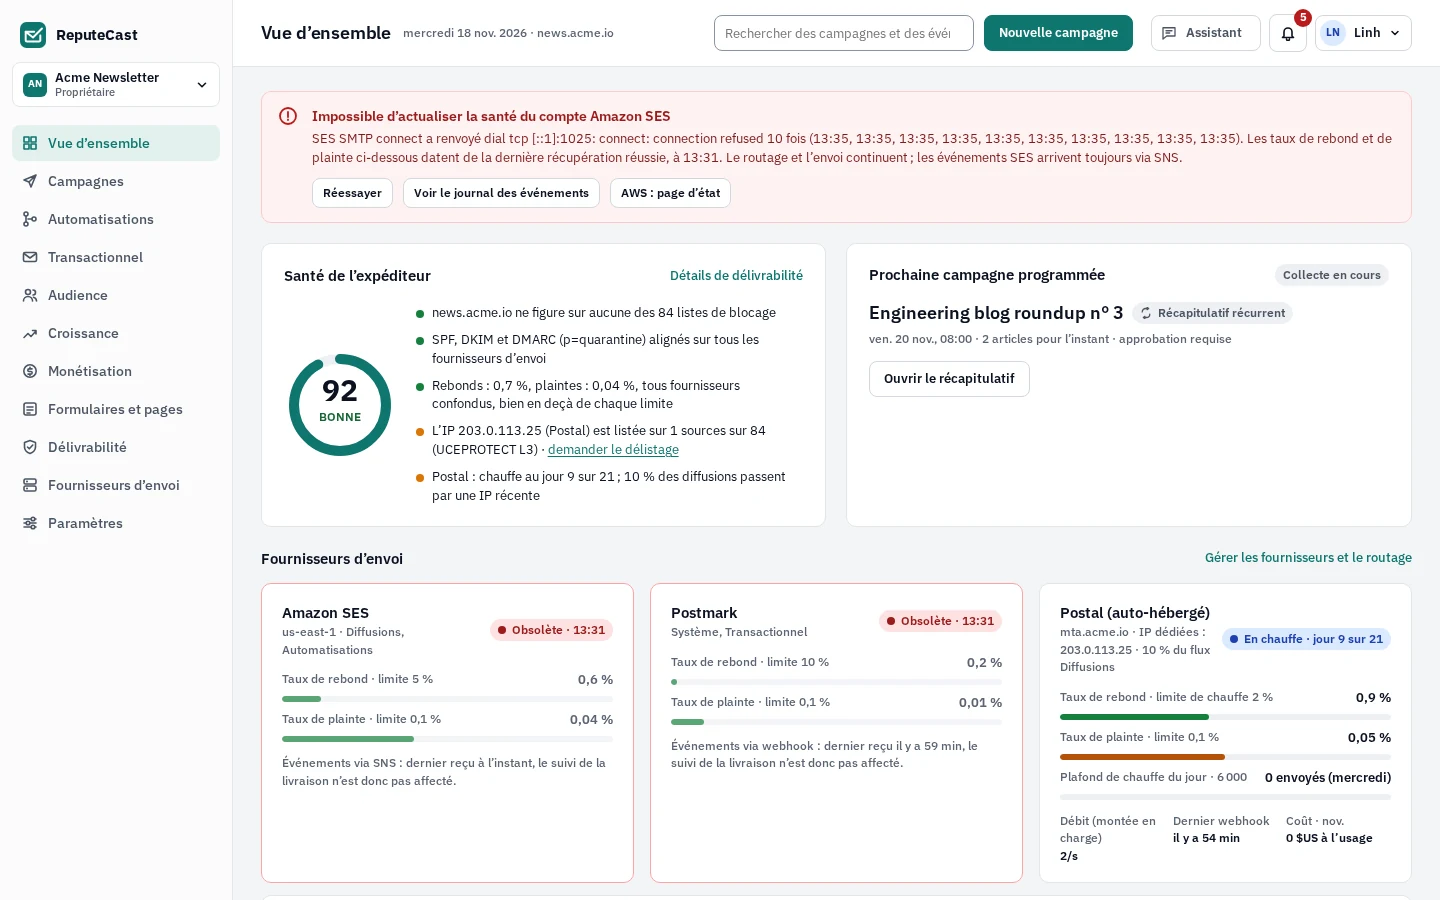 ReputeCast
AN
Acme Newsletter
Propriétaire
Vue d’ensemble
Campagnes
Automatisations
Transactionnel
Audience
Croissance
Monétisation
Formulaires et pages
Délivrabilité
Fournisseurs d’envoi
Paramètres
Vue d’ensemble
mercredi 18 nov. 2026 · news.acme.io
Rechercher des campagnes et des évé
Nouvelle campagne
Assistant
5
LN
Linh
Impossible d’actualiser la santé du compte Amazon SES
SES SMTP connect a renvoyé dial tcp [::1]:1025: connect: connection refused 10 fois (13:35, 13:35, 13:35, 13:35, 13:35, 13:35, 13:35, 13:35, 13:35, 13:35). Les taux de rebond et de
plainte ci-dessous datent de la dernière récupération réussie, à 13:31. Le routage et l’envoi continuent ; les événements SES arrivent toujours via SNS.
Réessayer
Voir le journal des événements
AWS : page d’état
Santé de l’expéditeur
Détails de délivrabilité
92
BONNE
news.acme.io ne figure sur aucune des 84 listes de blocage
SPF, DKIM et DMARC (p=quarantine) alignés sur tous les
fournisseurs d’envoi
Rebonds : 0,7 %, plaintes : 0,04 %, tous fournisseurs
confondus, bien en deçà de chaque limite
L’IP 203.0.113.25 (Postal) est listée sur 1 sources sur 84
(UCEPROTECT L3) · demander le délistage
Postal : chauffe au jour 9 sur 21 ; 10 % des diffusions passent
par une IP récente
Prochaine campagne programmée
Collecte en cours
Engineering blog roundup nº 3
Récapitulatif récurrent
ven. 20 nov., 08:00 · 2 articles pour l’instant · approbation requise
Ouvrir le récapitulatif
Fournisseurs d’envoi
Gérer les fournisseurs et le routage
Amazon SES
us-east-1 · Diffusions,
Automatisations
Obsolète · 13:31
Taux de rebond · limite 5 %
0,6 %
Taux de plainte · limite 0,1 %
0,04 %
Événements via SNS : dernier reçu à l’instant, le suivi de la
livraison n’est donc pas affecté.
Postmark
Système, Transactionnel
Obsolète · 13:31
Taux de rebond · limite 10 %
0,2 %
Taux de plainte · limite 0,1 %
0,01 %
Événements via webhook : dernier reçu il y a 59 min, le
suivi de la livraison n’est donc pas affecté.
Postal (auto-hébergé)
mta.acme.io · IP dédiées :
203.0.113.25 · 10 % du flux
Diffusions
En chauffe · jour 9 sur 21
Taux de rebond · limite de chauffe 2 %
0,9 %
Taux de plainte · limite 0,1 %
0,05 %
Plafond de chauffe du jour · 6 000
0 envoyés (mercredi)
Débit (montée en
charge)
2/s
Dernier webhook
il y a 54 min
Coût · nov.
0 $US à l’usage